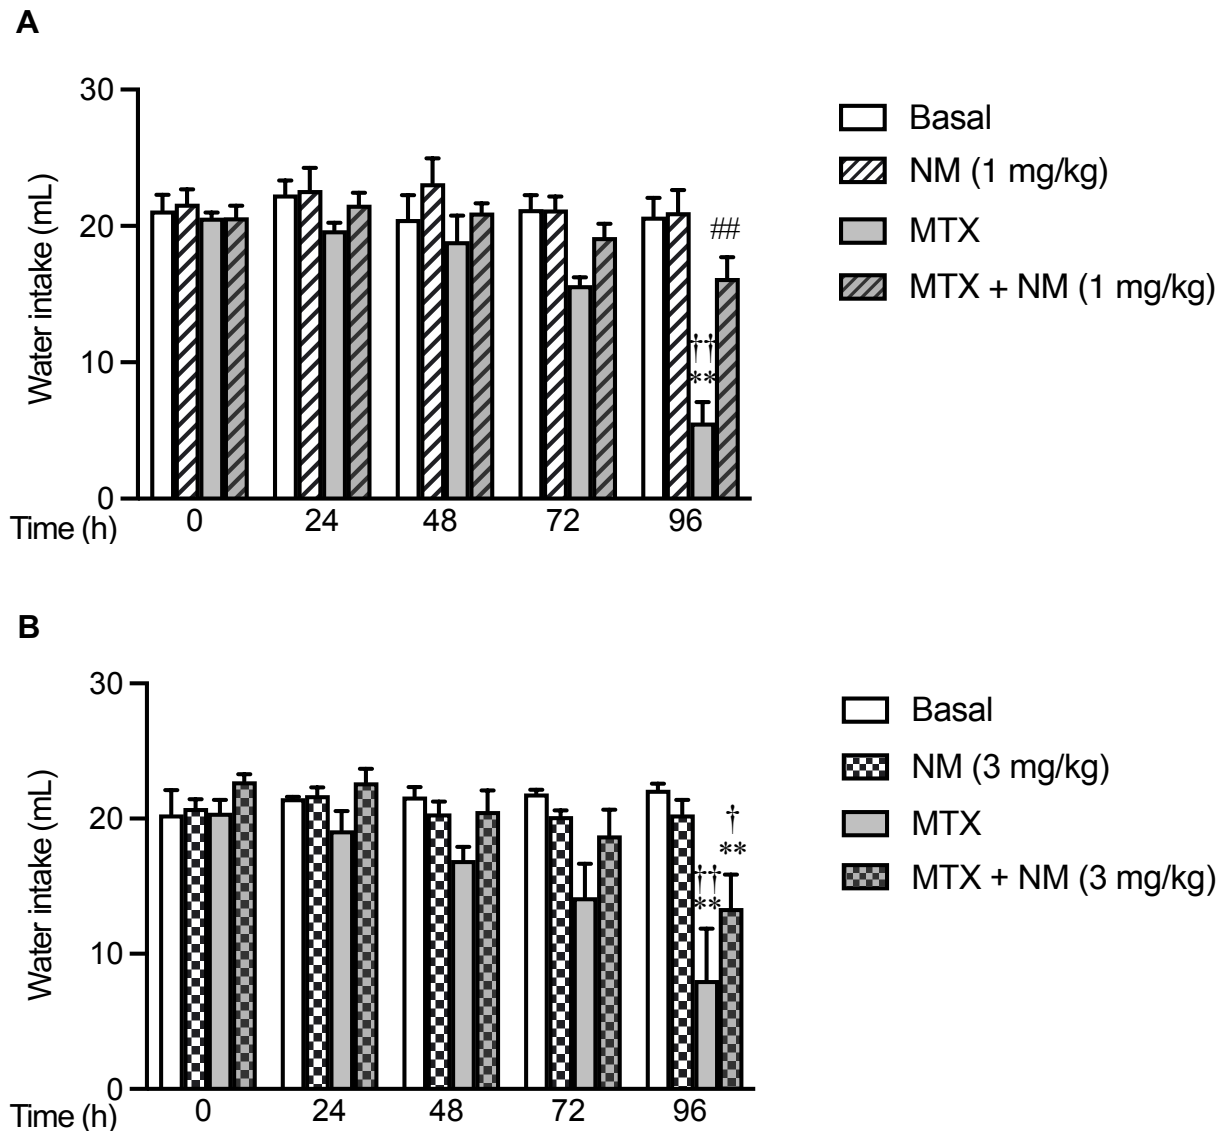 A
30
20
10
0
Water intake (mL)
Time (h)
0 24 48 72 96
††
**
##
Basal
NM (1 mg/kg)
MTX
MTX + NM (1 mg/kg)
B
30
20
10
0
Water intake (mL)
Time (h)
0 24 48 72 96
††
**
†
**
Basal
NM (3 mg/kg)
MTX
MTX + NM (3 mg/kg)